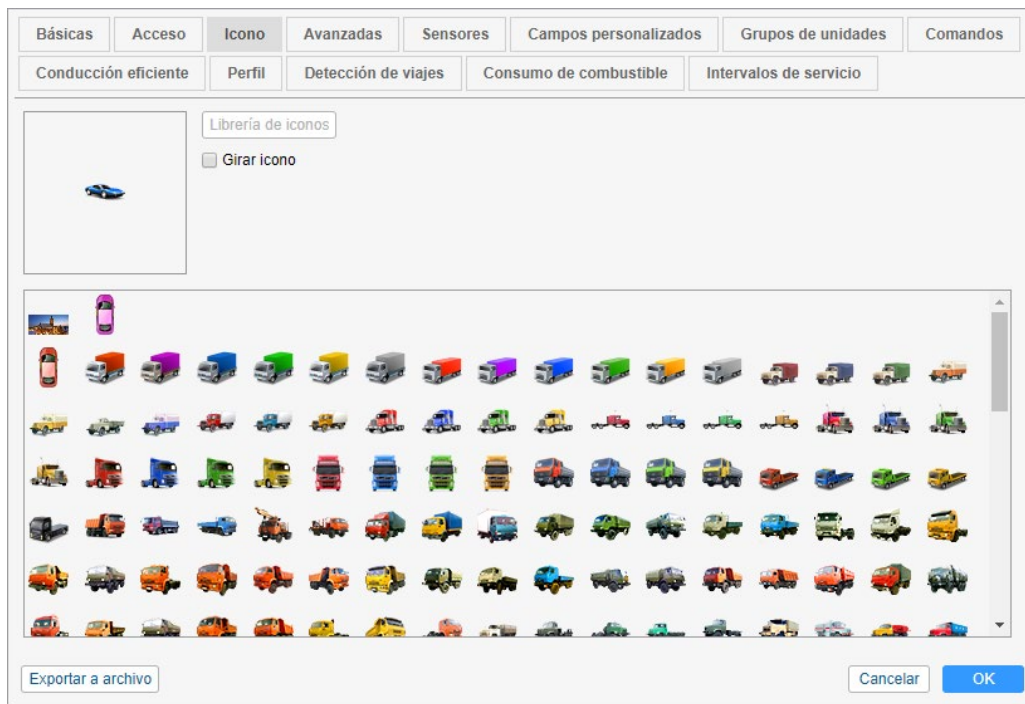 Básicas Acceso Icono Avanzadas Sensores Campos personalizados Grupos de unidades Comandos
Conducción eficiente Perfil Detección de viajes Consumo de combustible Intervalos de servicio
Librería de iconos
Girar icono
Exportar a archivo Cancelar OK